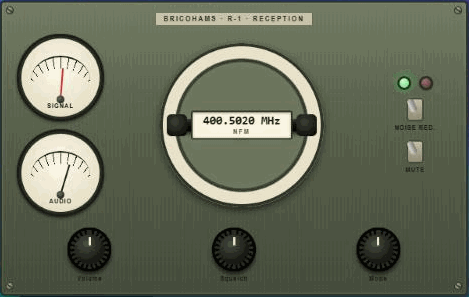 BRICOHAMS · R-1 · RECEPTION
SIGNAL
400.5020 MHz
NFM
NOISE RED.
MUTE
AUDIO
Volume
Squelch
Mode